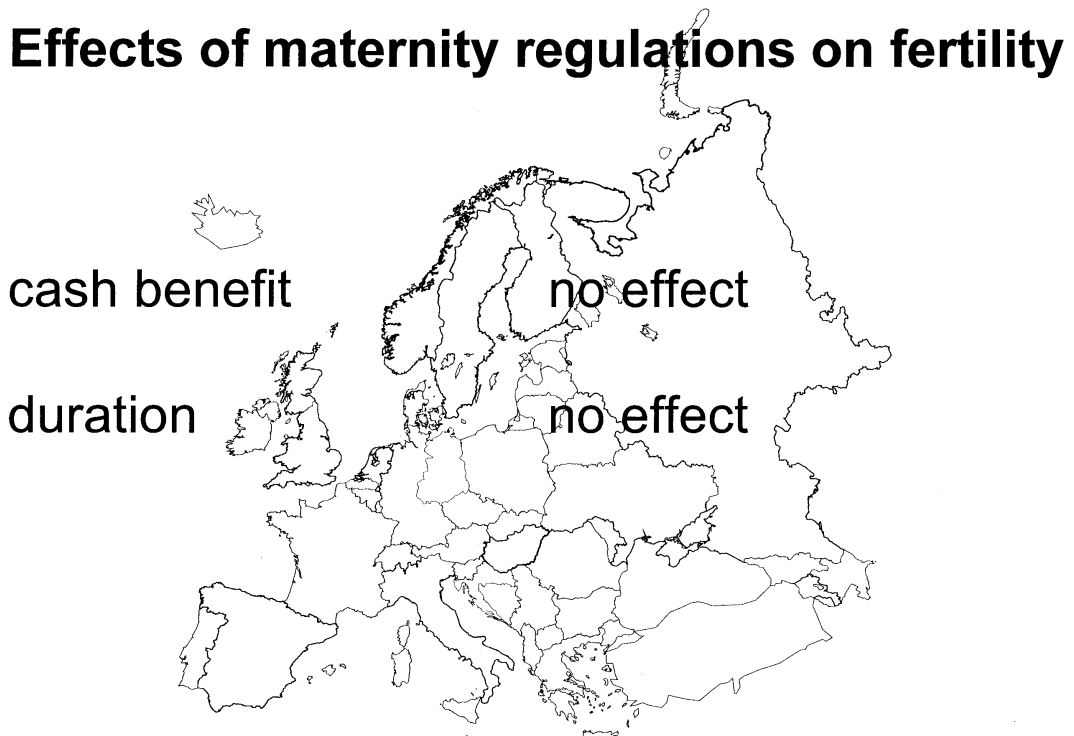 Effects of maternity regulations on fertility
cash benefit no effect
duration no effect